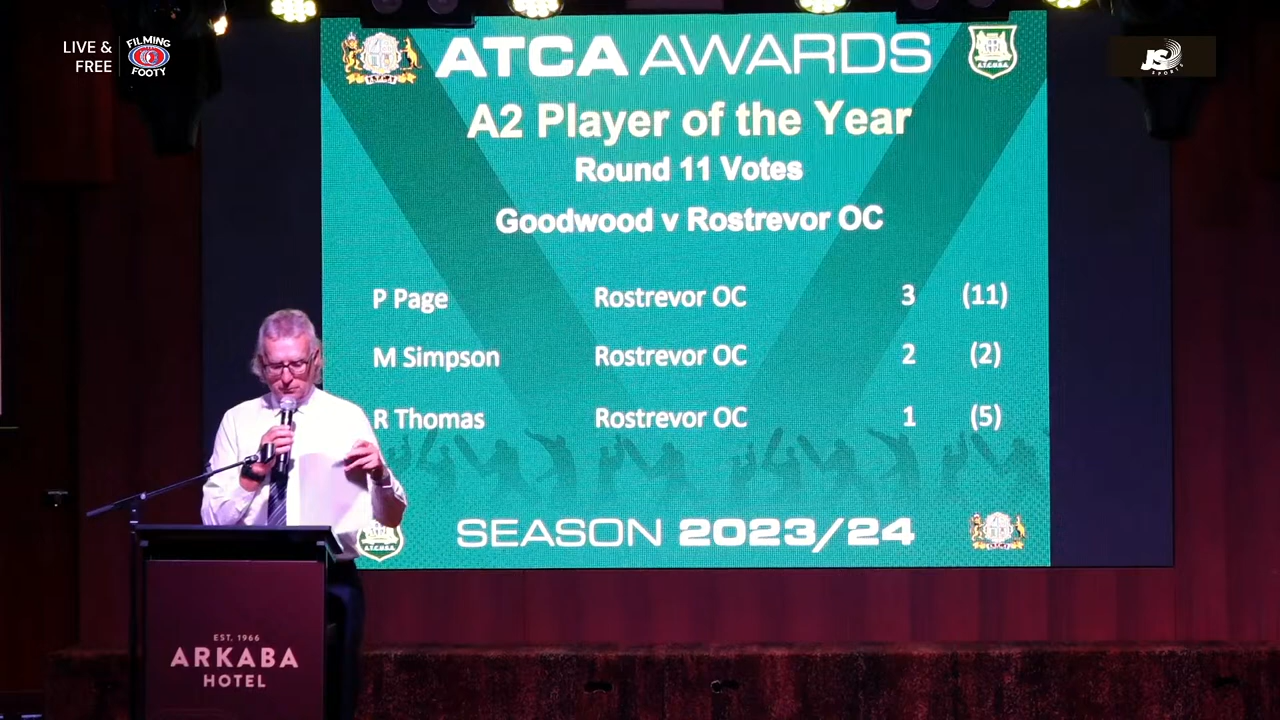 LIVE &
FREE
FILMING
FOOTY
JS
SPORTS
ATCA AWARDS
A2 Player of the Year
Round 11 Votes
Goodwood v Rostrevor OC
P Page Rostrevor OC 3 (11)
M Simpson Rostrevor OC 2 (2)
R Thomas Rostrevor OC 1 (5)
SEASON 2023/24
EST. 1966
ARKABA
HOTEL